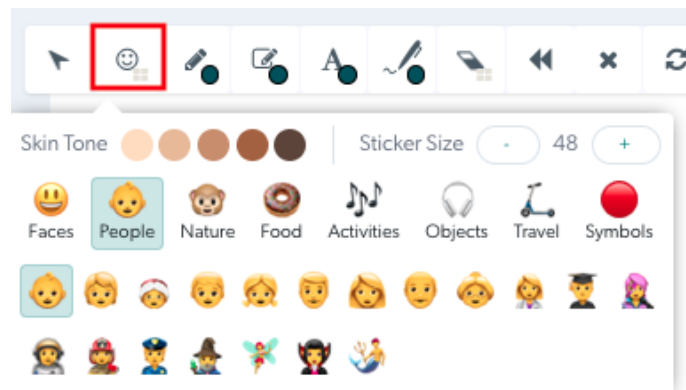 Skin Tone Sticker Size - 48 +
Faces People Nature Food Activities Objects Travel Symbols